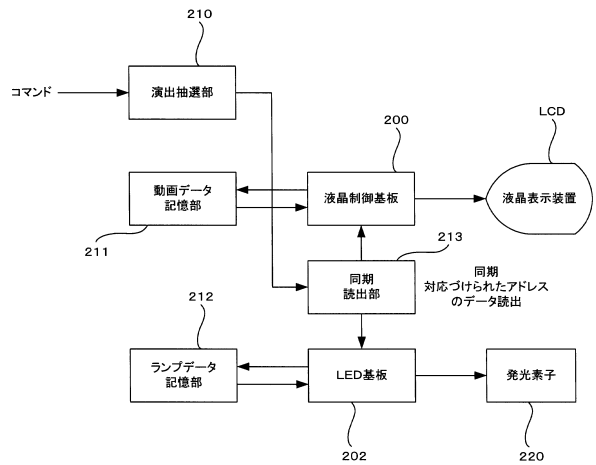 210
コマンド
演出抽選部
LCD
200
動画データ
記憶部
液晶制御基板
液晶表示装置
211
213
同期
読出部
同期
対応づけられたアドレス
のデータ読出
212
ランプデータ
記憶部
LED基板
発光素子
202
220